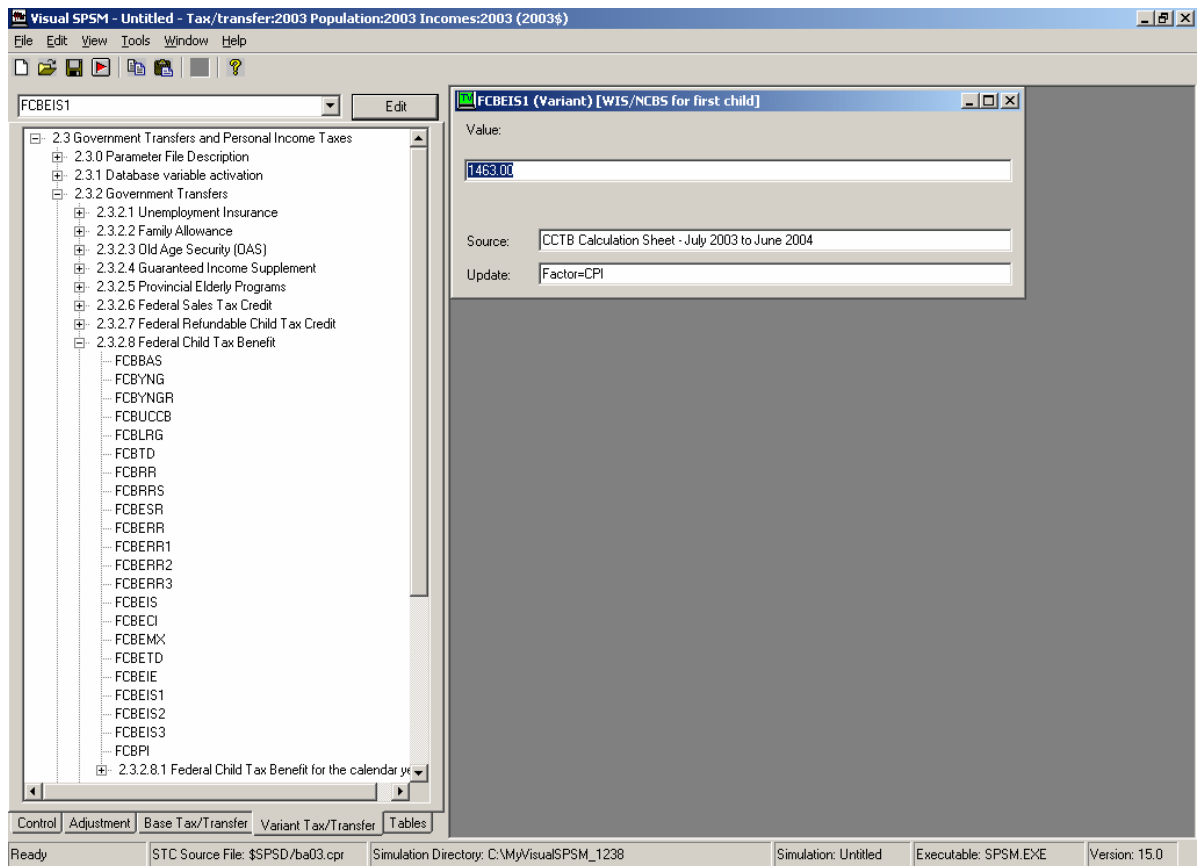 Visual SPSM - Untitled - Tax/transfer:2003 Population:2003 Incomes:2003 (2003$)
File Edit View Tools Window Help
FCBEIS1 Edit
2.3 Government Transfers and Personal Income Taxes
2.3.0 Parameter File Description
2.3.1 Database variable activation
2.3.2 Government Transfers
2.3.2.1 Unemployment Insurance
2.3.2.2 Family Allowance
2.3.2.3 Old Age Security (OAS)
2.3.2.4 Guaranteed Income Supplement
2.3.2.5 Provincial Elderly Programs
2.3.2.6 Federal Sales Tax Credit
2.3.2.7 Federal Refundable Child Tax Credit
2.3.2.8 Federal Child Tax Benefit
FCBBAS
FCBYNG
FCBYNGR
FCBUCCB
FCBLRG
FCBTD
FCBRR
FCBRRS
FCBESR
FCBERR
FCBERR1
FCBERR2
FCBERR3
FCBEIS
FCBECI
FCBEMX
FCBETD
FCBEIE
FCBEIS1
FCBEIS2
FCBEIS3
FCBPI
2.3.2.8.1 Federal Child Tax Benefit for the calendar ye
Control Adjustment Base Tax/Transfer Variant Tax/Transfer Tables
TV FCBEIS1 (Variant) [WIS/NCBS for first child]
Value:
1463.00
Source: CCTB Calculation Sheet - July 2003 to June 2004
Update: Factor=CPI
Ready STC Source File: $SPSD/ba03.cpr Simulation Directory: C:\MyVisualSPSM_1238 Simulation: Untitled Executable: SPSM.EXE Version: 15.0